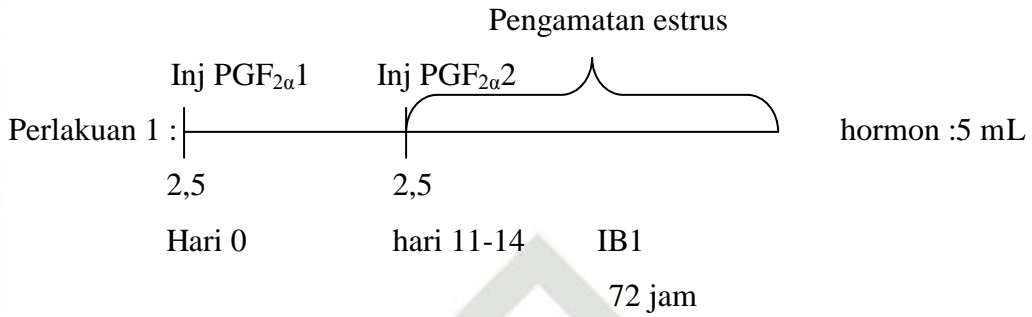 Pengamatan estrus
Inj PGF₂α1 Inj PGF₂α2
Perlakuan 1 : hormon :5 mL
2,5 2,5
Hari 0 hari 11-14 IB1
72 jam